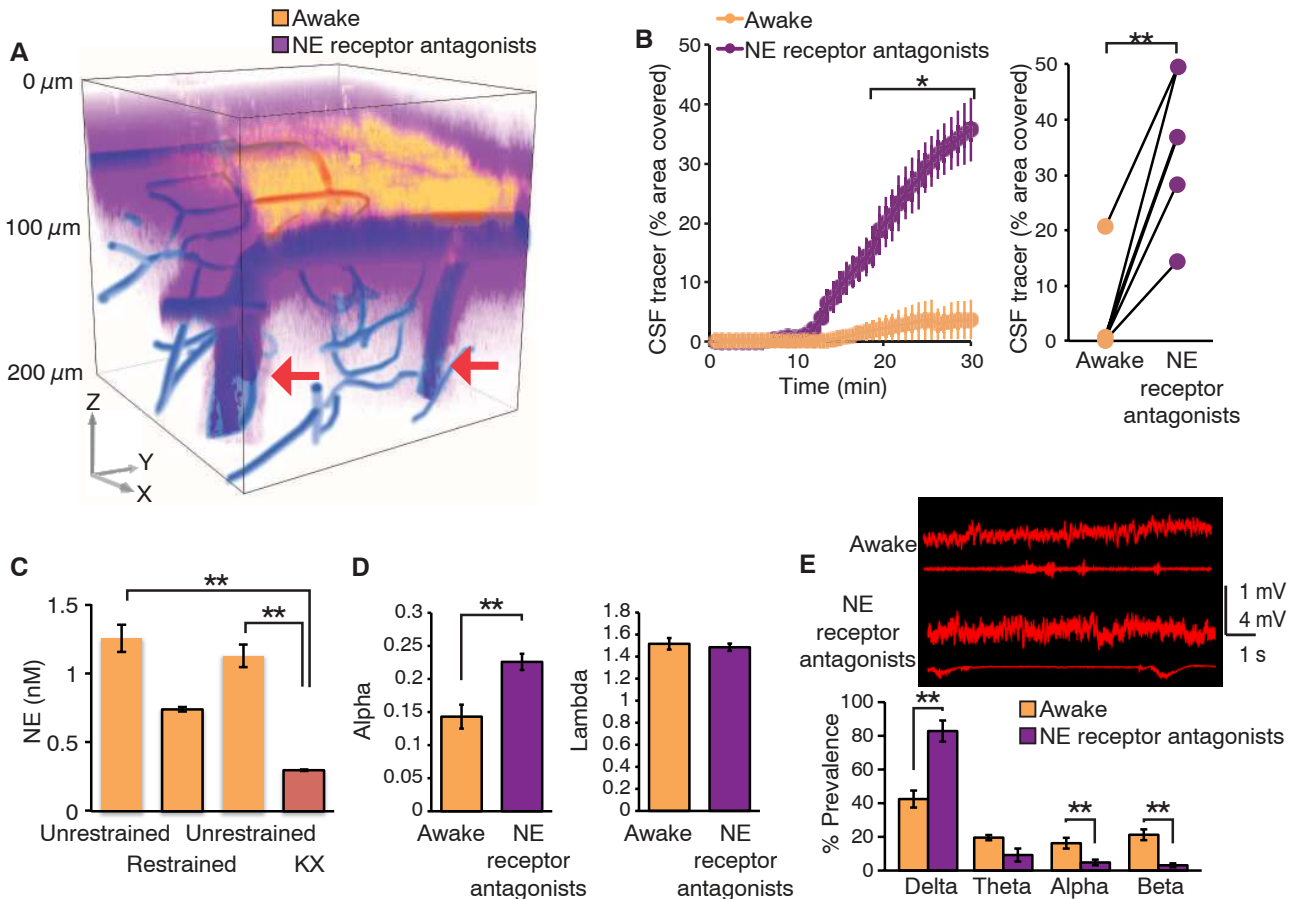 A
Awake
NE receptor antagonists
0 µm
100 µm
200 µm
Z
Y
X
B
Awake
NE receptor antagonists
CSF tracer (% area covered)
50
40
30
20
10
0
*
0
10
20
30
Time (min)
CSF tracer (% area covered)
50
40
30
20
10
0
**
Awake
NE
receptor
antagonists
C
NE (nM)
1.5
1
0.5
0
**
**
Unrestrained
Restrained
Unrestrained
KX
D
Alpha
0.3
0.25
0.2
0.15
0.1
0.05
0
**
Awake
NE
receptor
antagonists
Lambda
1.8
1.6
1.4
1.2
1
0.8
0.6
0.4
0.2
0
Awake
NE
receptor
antagonists
E
Awake
NE
receptor
antagonists
1 mV
4 mV
1 s
% Prevalence
100
80
60
40
20
0
**
Awake
NE receptor antagonists
**
**
Delta
Theta
Alpha
Beta